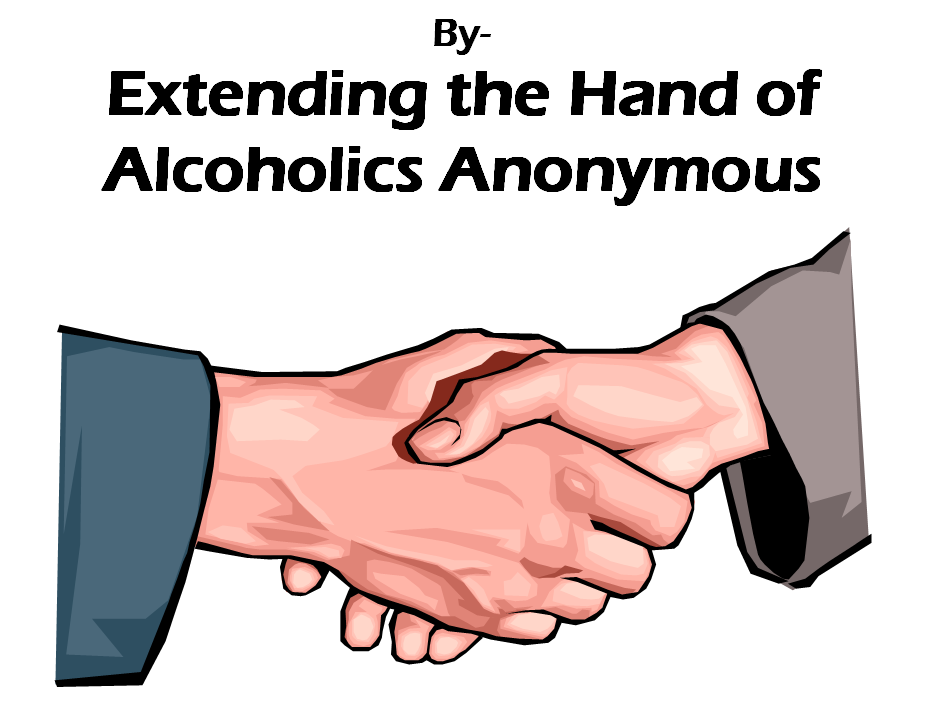 By-
Extending the Hand of
Alcoholics Anonymous